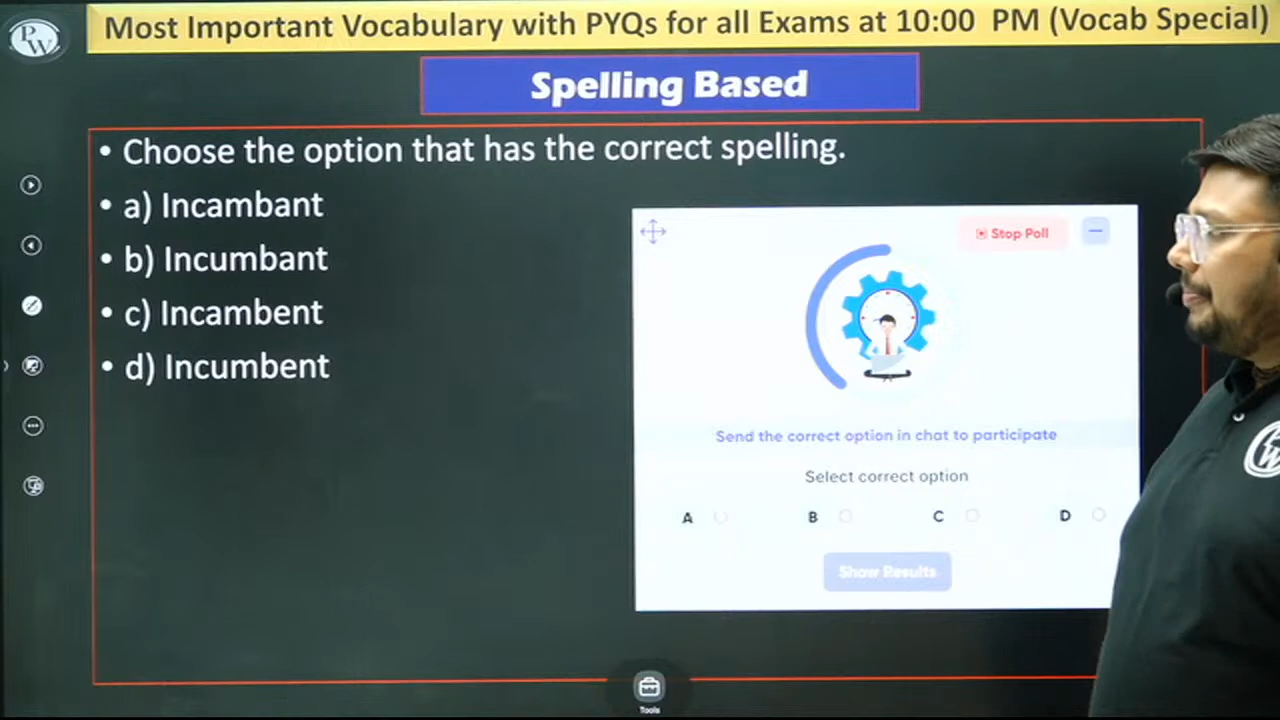 PW
Most Important Vocabulary with PYQs for all Exams at 10:00 PM (Vocab Special)
Spelling Based
• Choose the option that has the correct spelling.
• a) Incambant
• b) Incumbant
• c) Incambent
• d) Incumbent
Stop Poll
Send the correct option in chat to participate
Select correct option
A B C D
Show Results
Tools